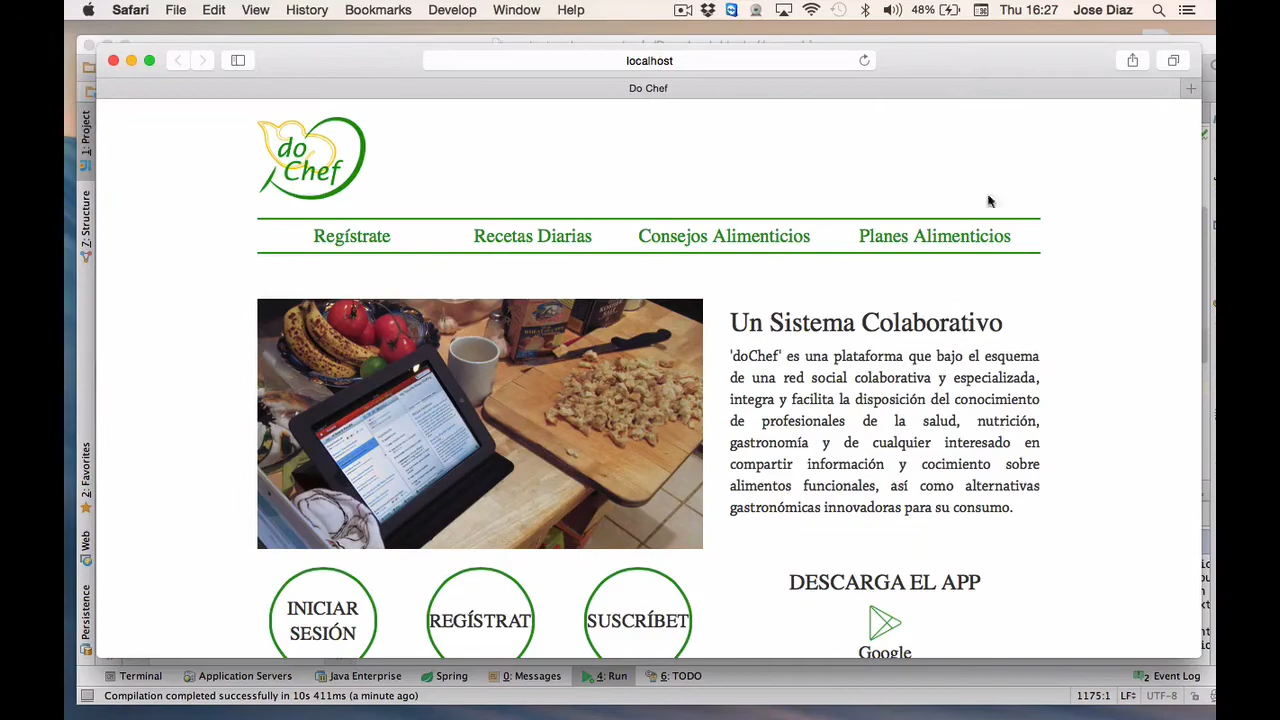 Safari File Edit View History Bookmarks Develop Window Help 48% Thu 16:27 Jose Diaz
localhost
Do Chef
1: Project
Z: Structure
2: Favorites
Web
Persistence
do
Chef
Regístrate Recetas Diarias Consejos Alimenticios Planes Alimenticios
Un Sistema Colaborativo
'doChef' es una plataforma que bajo el esquema
de una red social colaborativa y especializada,
integra y facilita la disposición del conocimiento
de profesionales de la salud, nutrición,
gastronomía y de cualquier interesado en
compartir información y cocimiento sobre
alimentos funcionales, así como alternativas
gastronómicas innovadoras para su consumo.
INICIAR
SESIÓN
REGÍSTRAT
SUSCRÍBET
DESCARGA EL APP
Google
Terminal Application Servers Java Enterprise Spring 0: Messages 4: Run 6: TODO 2 Event Log
Compilation completed successfully in 10s 411ms (a minute ago) 1175:1 LF UTF-8